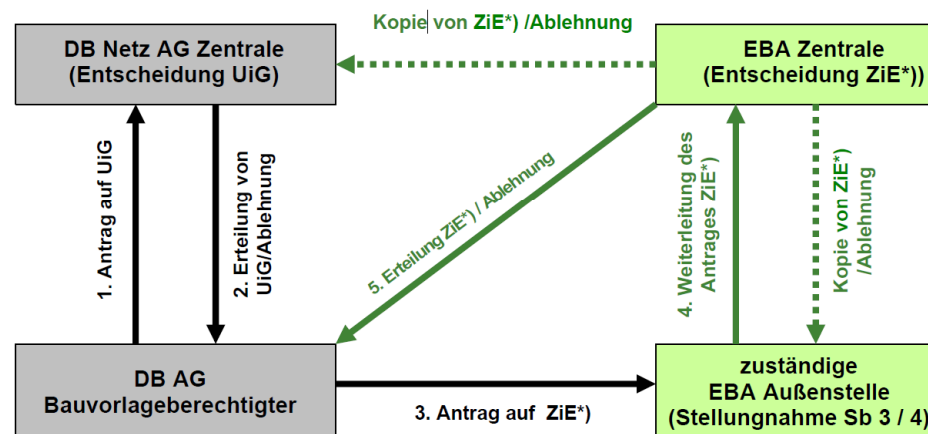 Kopie von ZiE*) /Ablehnung
DB Netz AG Zentrale
(Entscheidung UiG)
EBA Zentrale
(Entscheidung ZiE*))
1. Antrag auf UiG
2. Erteilung von
UiG/Ablehnung
5. Erteilung ZiE*) / Ablehnung
4. Weiterleitung des
Antrages ZiE*)
Kopie von ZiE*)
/Ablehnung
DB AG
Bauvorlageberechtigter
3. Antrag auf ZiE*)
zuständige
EBA Außenstelle
(Stellungnahme Sb 3 / 4)